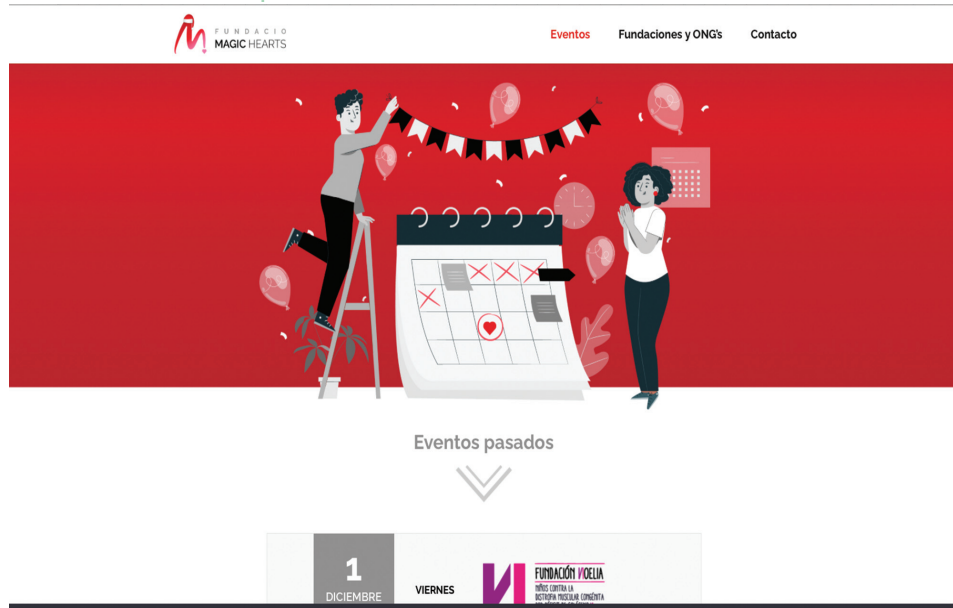 FUNDACIO
MAGIC HEARTS
Eventos
Fundaciones y ONG's
Contacto
Eventos pasados
1
DICIEMBRE
VIERNES
FUNDACIÓN NOELIA
NIÑOS CONTRA LA
DISTROFIA MUSCULAR CONGÉNITA